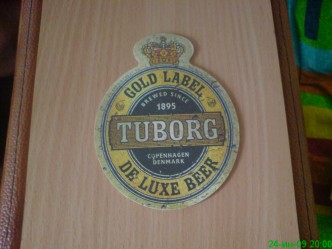 GOLD LABEL
BREWED SINCE
1895
TUBORG
COPENHAGEN
DENMARK
DE LUXE BEER